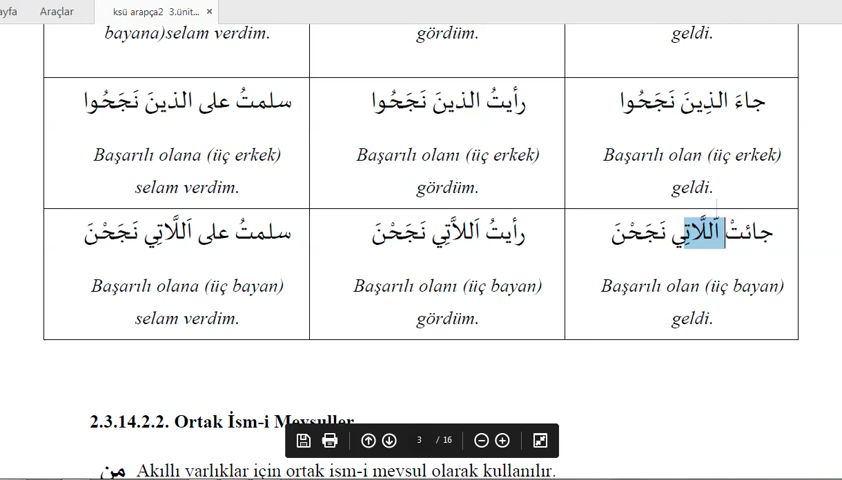 ayfa Araçlar ksü arapça2 3.ünit... ×
bayana)selam verdim. gördüm. geldi.
سلمتُ على الذينَ نَجَحُوا رأيتُ الذينَ نَجَحُوا جاءَ الذِينَ نَجَحُوا
Başarılı olana (üç erkek) Başarılı olanı (üç erkek) Başarılı olan (üç erkek)
selam verdim. gördüm. geldi.
سلمتُ على اَللَّاتِي نَجَحْنَ رأيتُ اَللاَّتِي نَجَحْنَ جائتْ اَللَّاتِي نَجَحْنَ
Başarılı olana (üç bayan) Başarılı olanı (üç bayan) Başarılı olan (üç bayan)
selam verdim. gördüm. geldi.
2.3.14.2.2. Ortak İsm-i Mevsuller
3 / 16
من Akıllı varlıklar için ortak ism-i mevsul olarak kullanılır.